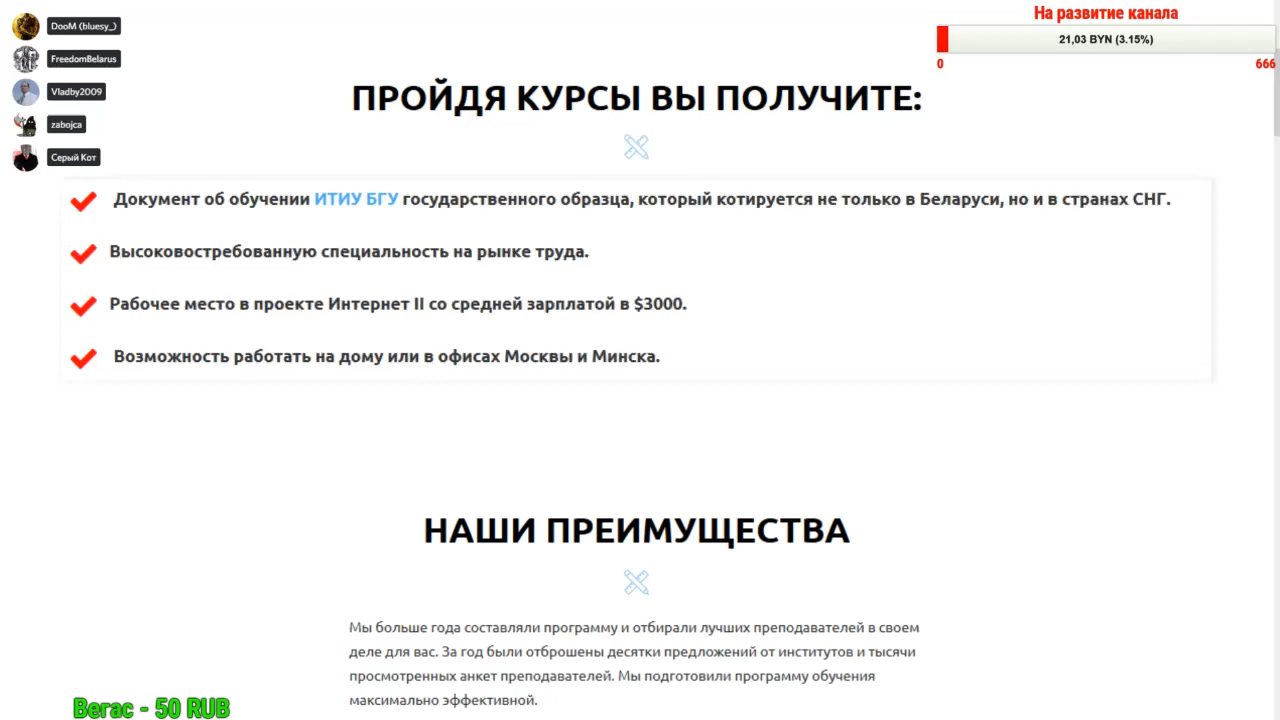 DooM (bluesy_)
FreedomBelarus
Vladby2009
zabojca
Серый Кот
На развитие канала
21,03 BYN (3.15%)
0
666
ПРОЙДЯ КУРСЫ ВЫ ПОЛУЧИТЕ:
Документ об обучении ИТИУ БГУ государственного образца, который котируется не только в Беларуси, но и в странах СНГ.
Высоковостребованную специальность на рынке труда.
Рабочее место в проекте Интернет II со средней зарплатой в $3000.
Возможность работать на дому или в офисах Москвы и Минска.
НАШИ ПРЕИМУЩЕСТВА
Мы больше года составляли программу и отбирали лучших преподавателей в своем
деле для вас. За год были отброшены десятки предложений от институтов и тысячи
просмотренных анкет преподавателей. Мы подготовили программу обучения
максимально эффективной.
Вегас - 50 RUB